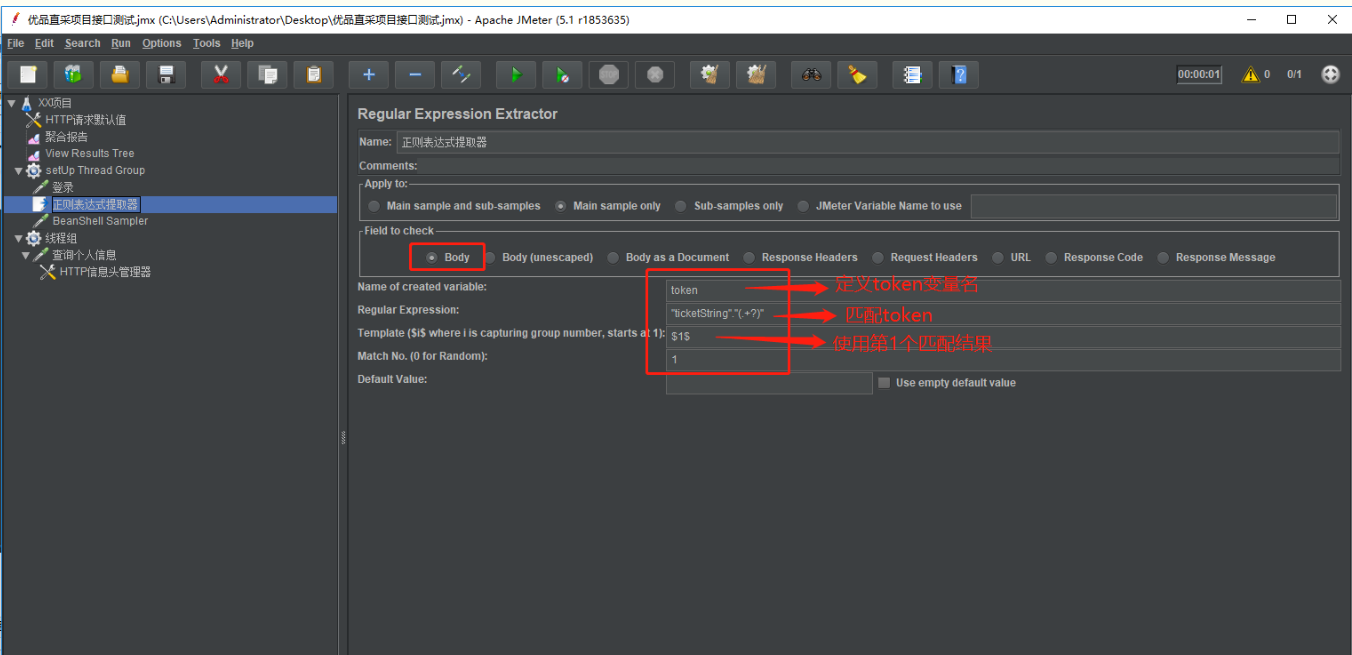 优品直采项目接口测试.jmx (C:\Users\Administrator\Desktop\优品直采项目接口测试.jmx) - Apache JMeter (5.1 r1853635)
File Edit Search Run Options Tools Help
00:00:01 0 0/1
XX项目
HTTP请求默认值
聚合报告
View Results Tree
setUp Thread Group
登录
正则表达式提取器
BeanShell Sampler
线程组
查询个人信息
HTTP信息头管理器
Regular Expression Extractor
Name: 正则表达式提取器
Comments:
Apply to:
Main sample and sub-samples Main sample only Sub-samples only JMeter Variable Name to use
Field to check
Body Body (unescaped) Body as a Document Response Headers Request Headers URL Response Code Response Message
Name of created variable: token 定义token变量名
Regular Expression: "ticketString"."(.+?)" 匹配token
Template ($i$ where i is capturing group number, starts at 1): $1$ 使用第1个匹配结果
Match No. (0 for Random): 1
Default Value: Use empty default value